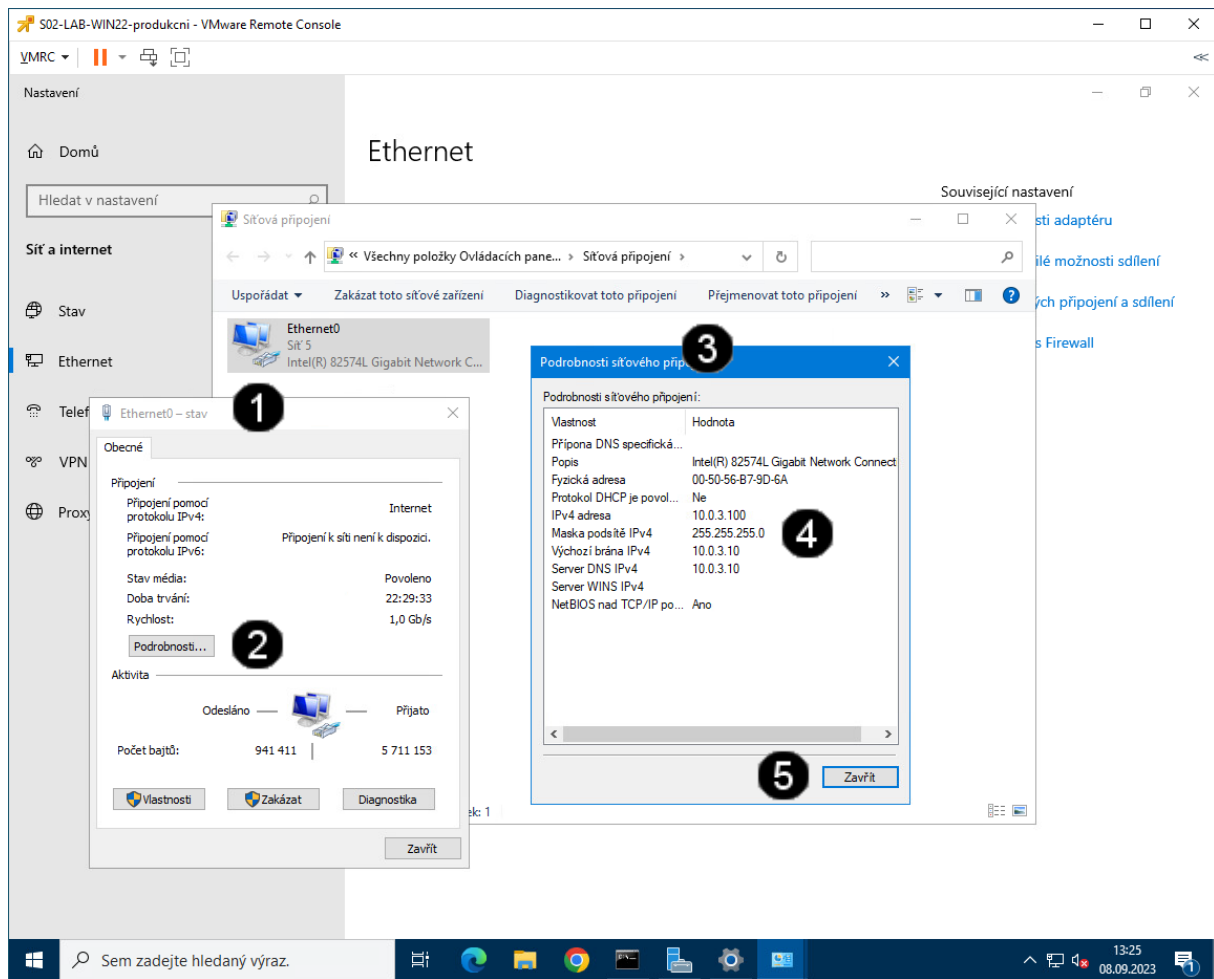 S02-LAB-WIN22-produkcni - VMware Remote Console
VMRC
Nastavení
Domů
Hledat v nastavení
Síť a internet
Stav
Ethernet
Telef
VPN
Proxy
Ethernet
Související nastavení
sti adaptéru
ilé možnosti sdílení
ých připojení a sdílení
s Firewall
Síťová připojení
« Všechny položky Ovládacích pane... › Síťová připojení ›
Uspořádat Zakázat toto síťové zařízení Diagnostikovat toto připojení Přejmenovat toto připojení »
Ethernet0
Síť 5
Intel(R) 82574L Gigabit Network C...
ek: 1
1
Ethernet0 – stav
Obecné
Připojení
Připojení pomocí protokolu IPv4: Internet
Připojení pomocí protokolu IPv6: Připojení k síti není k dispozici.
Stav média: Povoleno
Doba trvání: 22:29:33
Rychlost: 1,0 Gb/s
Podrobnosti... 2
Aktivita
Odesláno — — Přijato
Počet bajtů: 941 411 5 711 153
Vlastnosti Zakázat Diagnostika
Zavřít
3
Podrobnosti síťového přip
Podrobnosti síťového připojení:
Vlastnost Hodnota
Přípona DNS specifická...
Popis Intel(R) 82574L Gigabit Network Connect
Fyzická adresa 00-50-56-B7-9D-6A
Protokol DHCP je povol... Ne
IPv4 adresa 10.0.3.100
Maska podsítě IPv4 255.255.255.0 4
Výchozí brána IPv4 10.0.3.10
Server DNS IPv4 10.0.3.10
Server WINS IPv4
NetBIOS nad TCP/IP po... Ano
5 Zavřít
Sem zadejte hledaný výraz.
13:25
08.09.2023
1